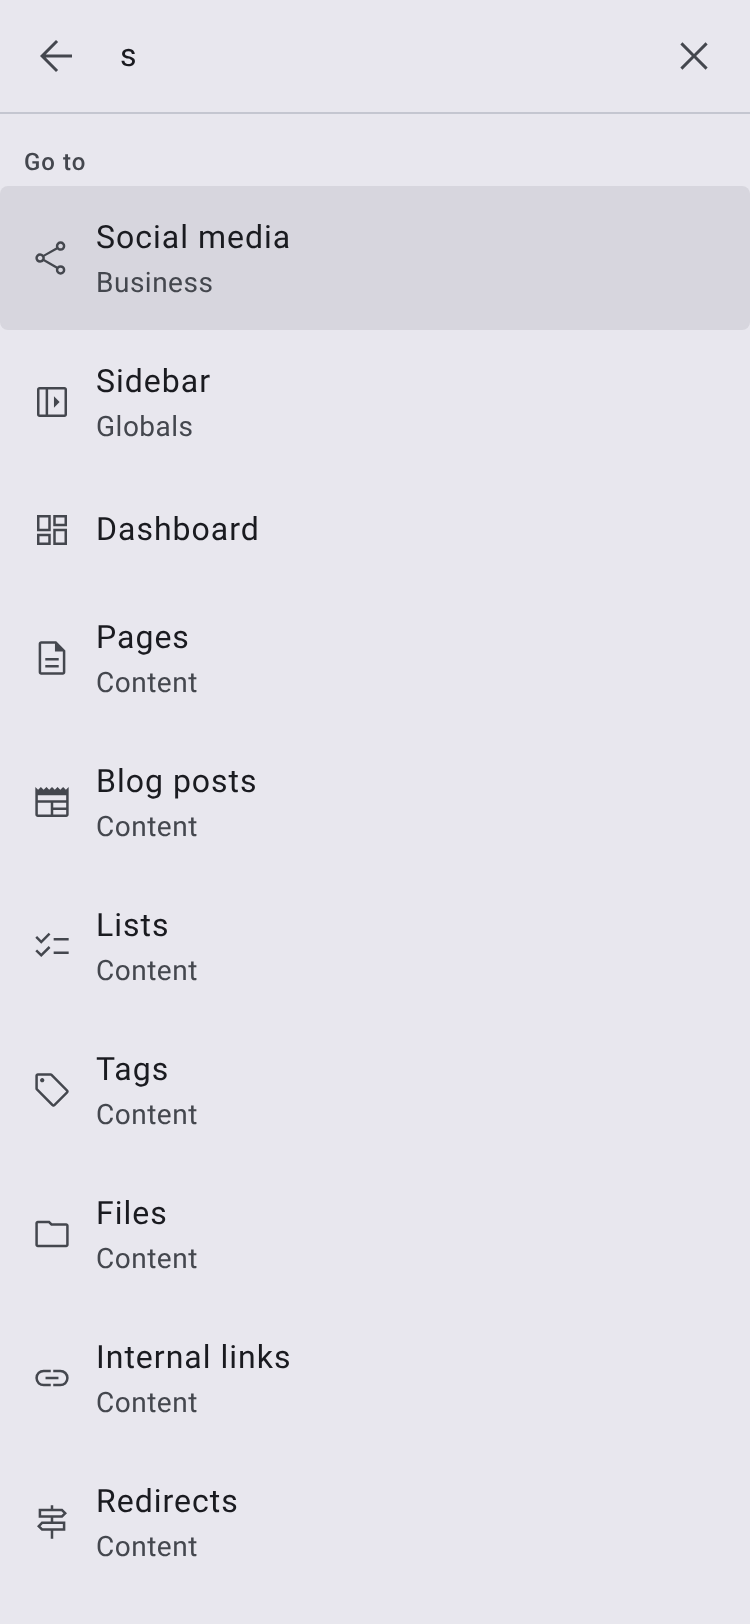 s
Go to
Social media
Business
Sidebar
Globals
Dashboard
Pages
Content
Blog posts
Content
Lists
Content
Tags
Content
Files
Content
Internal links
Content
Redirects
Content